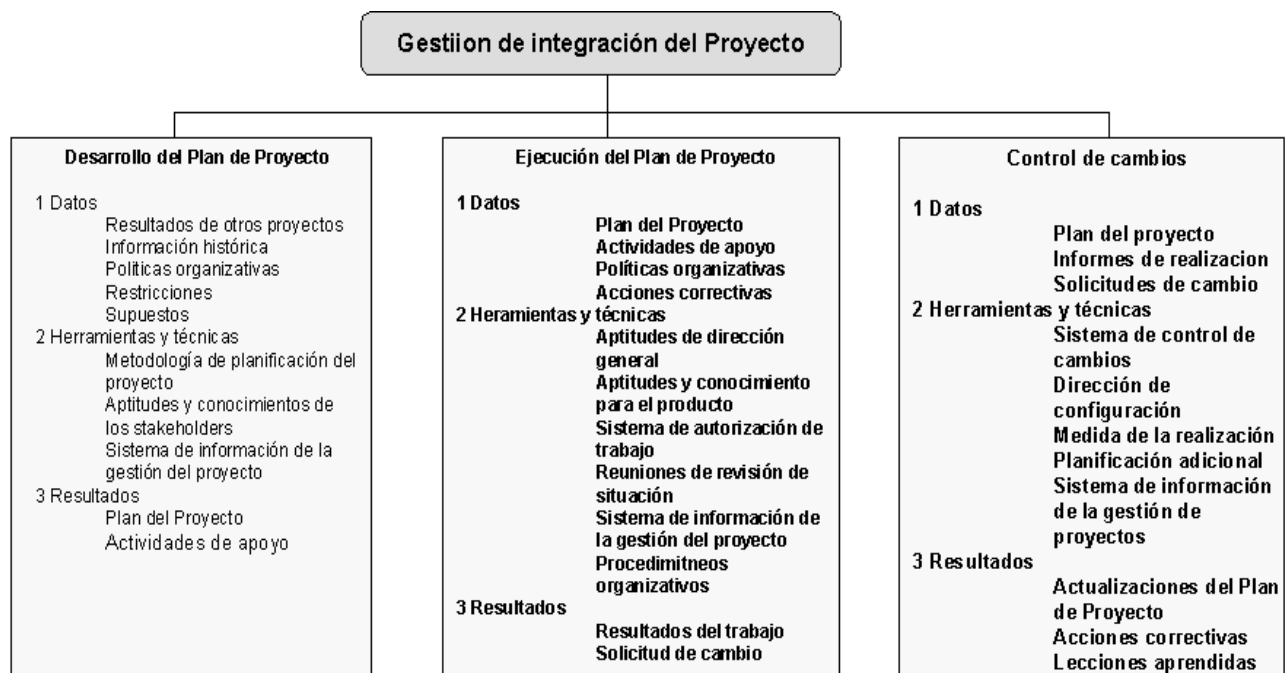 Gestiion de integración del Proyecto
Desarrollo del Plan de Proyecto
1 Datos
Resultados de otros proyectos
Información histórica
Politicas organizativas
Restricciones
Supuestos
2 Herramientas y técnicas
Metodología de planificación del
proyecto
Aptitudes y conocimientos de
los stakeholders
Sistema de información de la
gestión del proyecto
3 Resultados
Plan del Proyecto
Actividades de apoyo
Ejecución del Plan de Proyecto
1 Datos
Plan del Proyecto
Actividades de apoyo
Políticas organizativas
Acciones correctivas
2 Heramientas y técnicas
Aptitudes de dirección
general
Aptitudes y conocimiento
para el producto
Sistema de autorización de
trabajo
Reuniones de revisión de
situación
Sistema de información de
la gestión del proyecto
Procedimitneos
organizativos
3 Resultados
Resultados del trabajo
Solicitud de cambio
Control de cambios
1 Datos
Plan del proyecto
Informes de realizacion
Solicitudes de cambio
2 Herramientas y técnicas
Sistema de control de
cambios
Dirección de
configuración
Medida de la realización
Planificación adicional
Sistema de información
de la gestión de
proyectos
3 Resultados
Actualizaciones del Plan
de Proyecto
Acciones correctivas
Lecciones aprendidas